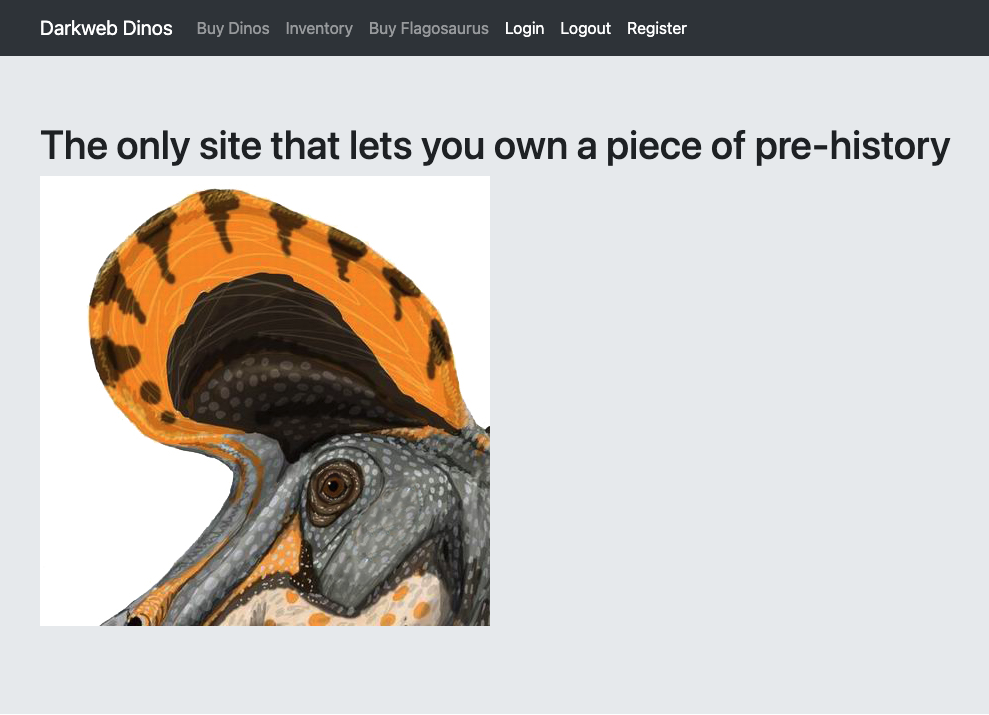 Darkweb Dinos Buy Dinos Inventory Buy Flagosaurus Login Logout Register
The only site that lets you own a piece of pre-history